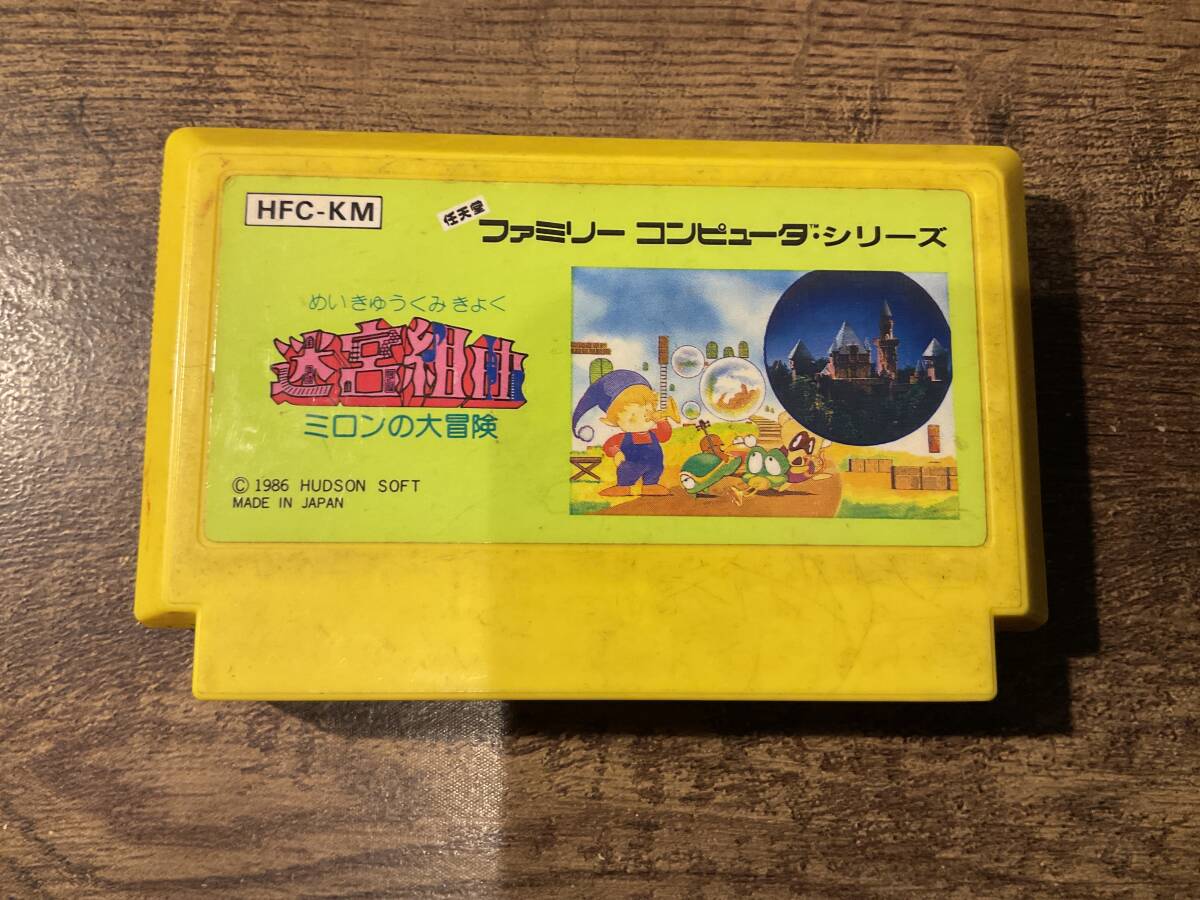 HFC-KM
任天堂
ファミリー コンピュータ™・シリーズ
めいきゅうくみきょく
迷宮組曲
ミロンの大冒険
© 1986 HUDSON SOFT
MADE IN JAPAN